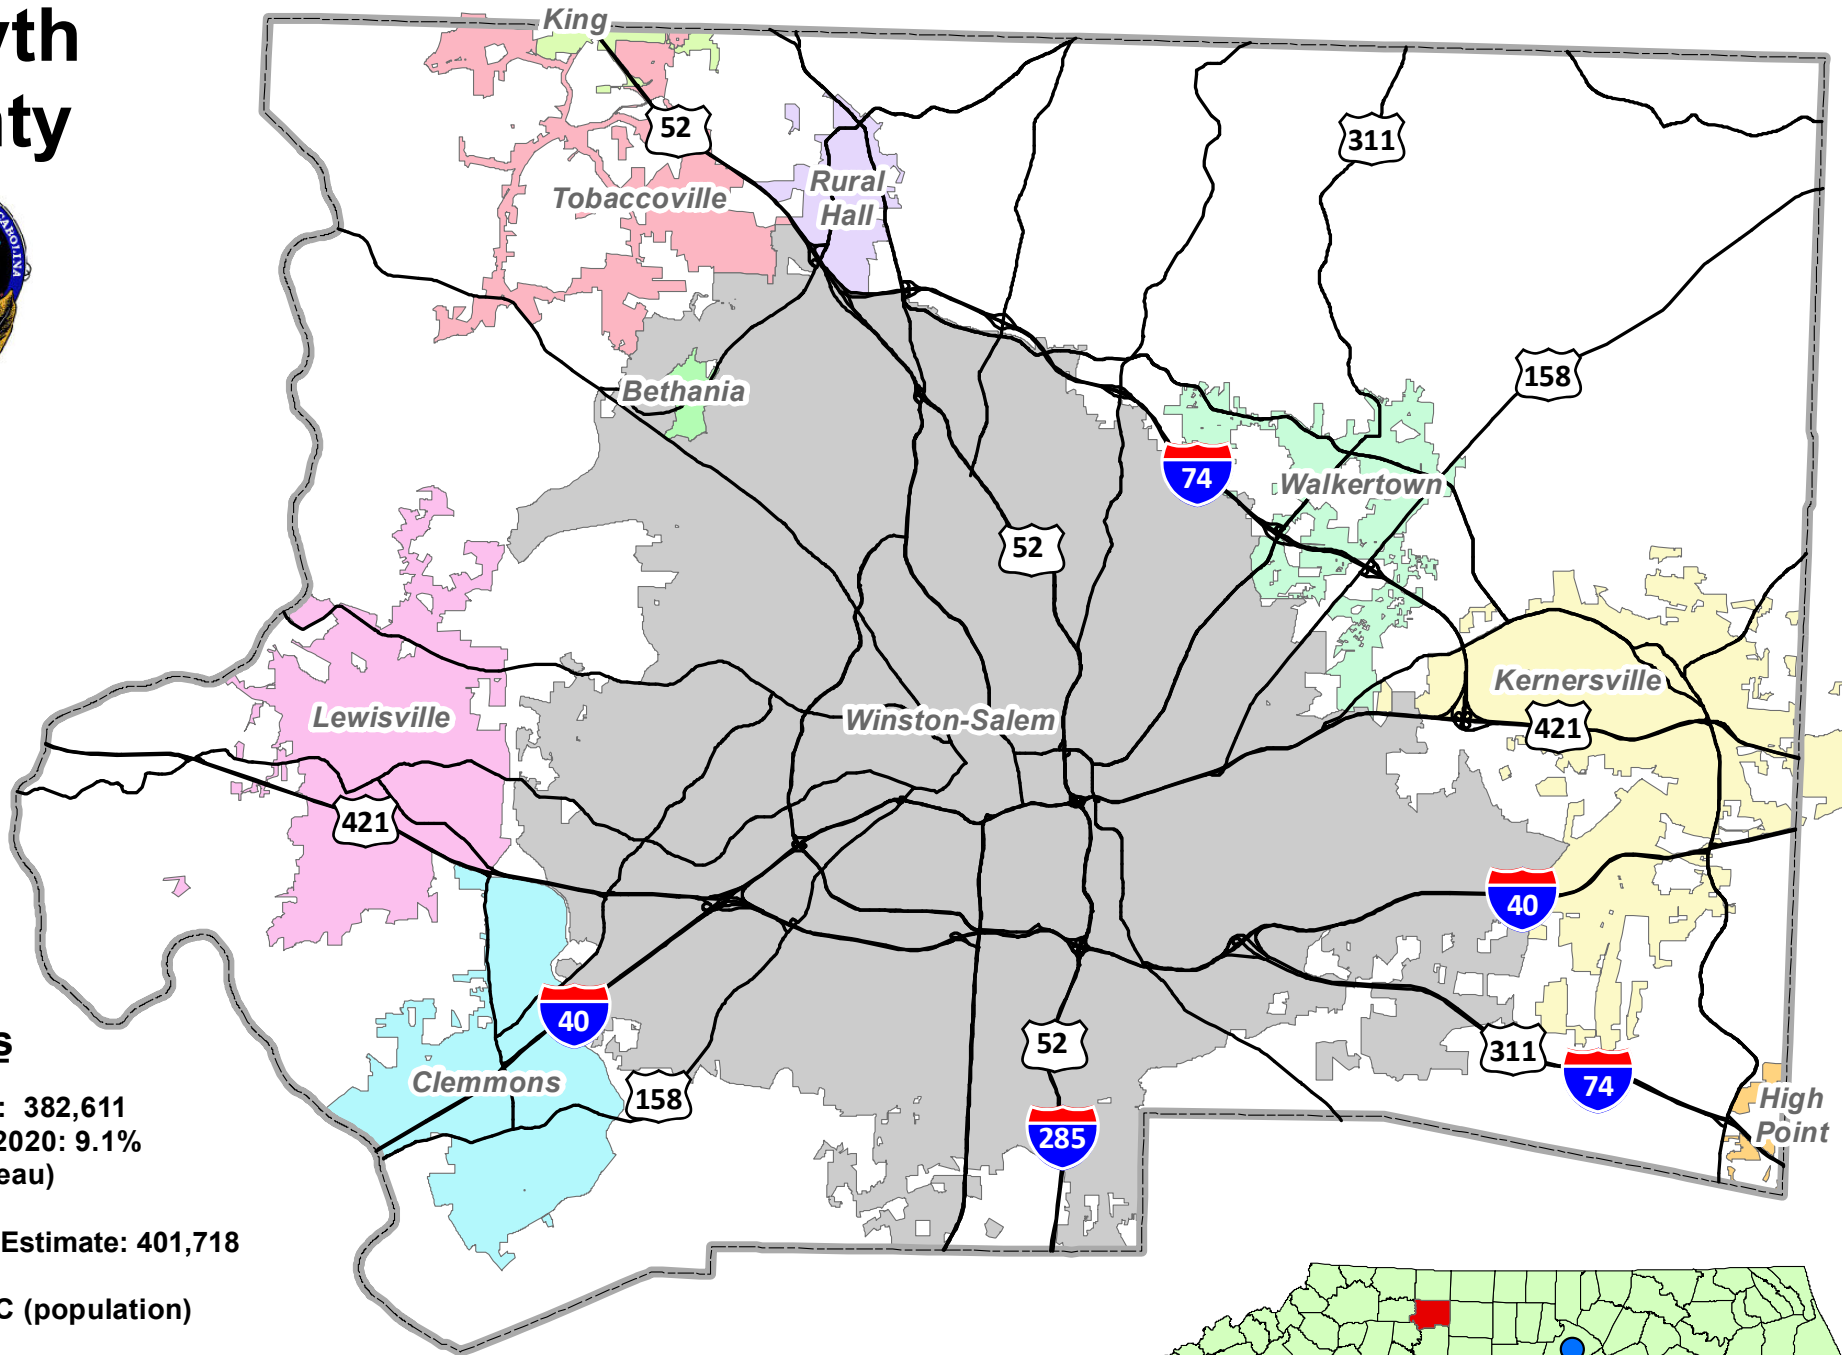 yth
nty
CAROLINA
King
52
311
Tobaccoville
Rural
Hall
158
Bethania
74
Walkertown
52
Kernersville
Lewisville
Winston-Salem
421
421
40
40
52
311
74
Clemmons
158
High
Point
285
s
: 382,611
2020: 9.1%
eau)
Estimate: 401,718
C (population)